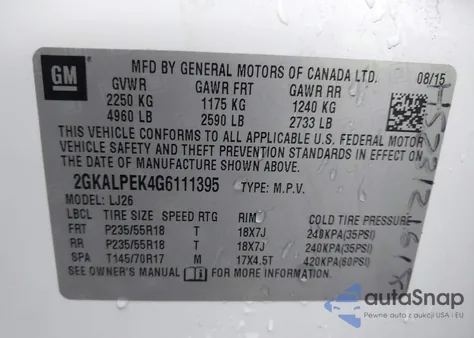 GM
MFD BY GENERAL MOTORS OF CANADA LTD. 08/15
GVWR GAWR FRT GAWR RR
2250 KG 1175 KG 1240 KG
4960 LB 2590 LB 2733 LB
THIS VEHICLE CONFORMS TO ALL APPLICABLE U.S. FEDERAL MOTOR
VEHICLE SAFETY AND THEFT PREVENTION STANDARDS IN EFFECT ON THE
DATE OF MANUFACTURE SHOWN ABOVE.
2GKALPEK4G6111395 TYPE: M.P.V.
MODEL: LJ26
LBCL TIRE SIZE SPEED RTG RIM COLD TIRE PRESSURE
FRT P235/55R18 T 18X7J 240KPA(35PSI)
RR P235/55R18 T 18X7J 240KPA(35PSI)
SPA T145/70R17 M 17X4.5T 420KPA(60PSI)
SEE OWNER'S MANUAL FOR MORE INFORMATION.
autaSnap
Pewne auta z dojazdem z USA i EU